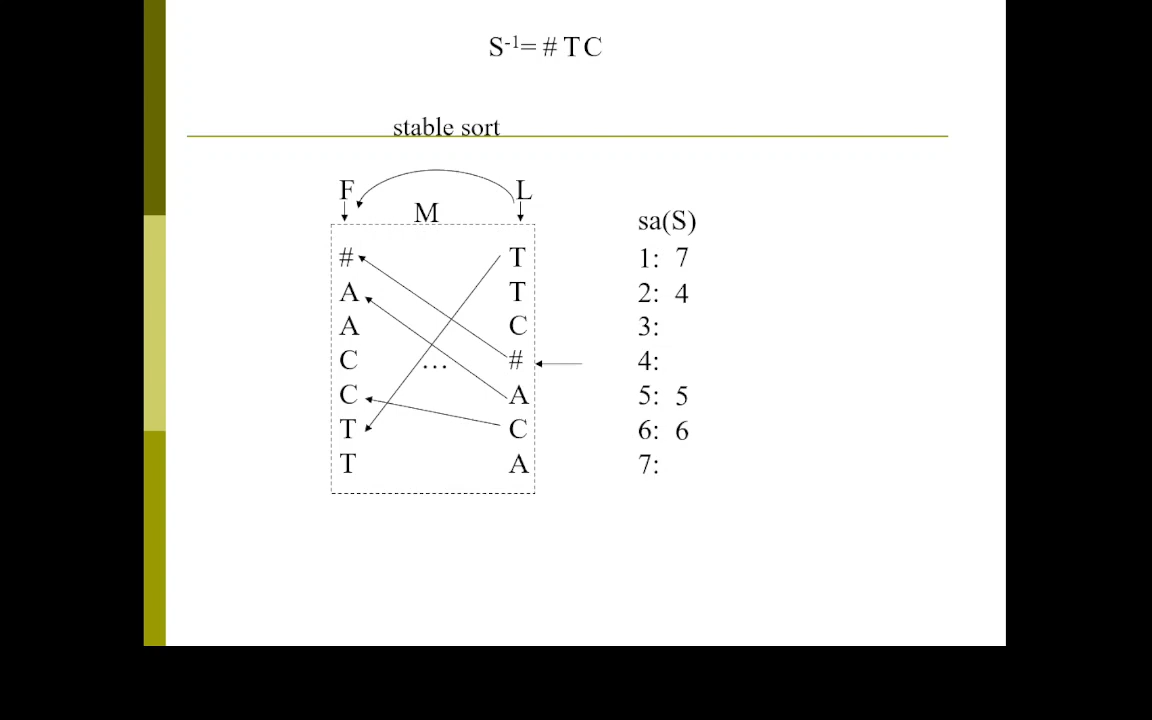 S-1= # T C
stable sort
F L
M
sa(S)
# T 1: 7
A T 2: 4
A C 3:
C … # 4:
C A 5: 5
T C 6: 6
T A 7: